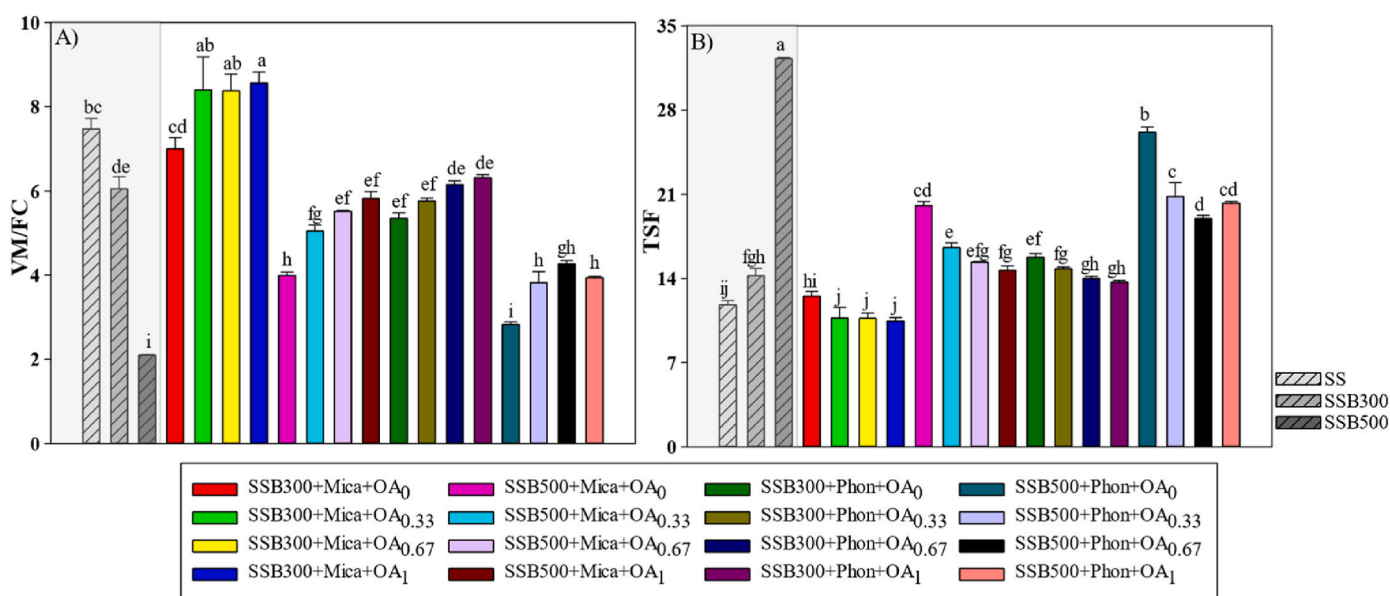 A)
VM/FC
10
8
6
4
2
0
bc
de
i
cd
ab
ab
a
h
fg
ef
ef
ef
ef
de
de
i
h
gh
h
B)
TSF
35
28
21
14
7
0
ij
fgh
a
hi
j
j
j
cd
e
efg
fg
ef
fg
gh
gh
b
c
d
cd
SS
SSB300
SSB500
SSB300+Mica+OA0 SSB500+Mica+OA0 SSB300+Phon+OA0 SSB500+Phon+OA0
SSB300+Mica+OA0.33 SSB500+Mica+OA0.33 SSB300+Phon+OA0.33 SSB500+Phon+OA0.33
SSB300+Mica+OA0.67 SSB500+Mica+OA0.67 SSB300+Phon+OA0.67 SSB500+Phon+OA0.67
SSB300+Mica+OA1 SSB500+Mica+OA1 SSB300+Phon+OA1 SSB500+Phon+OA1